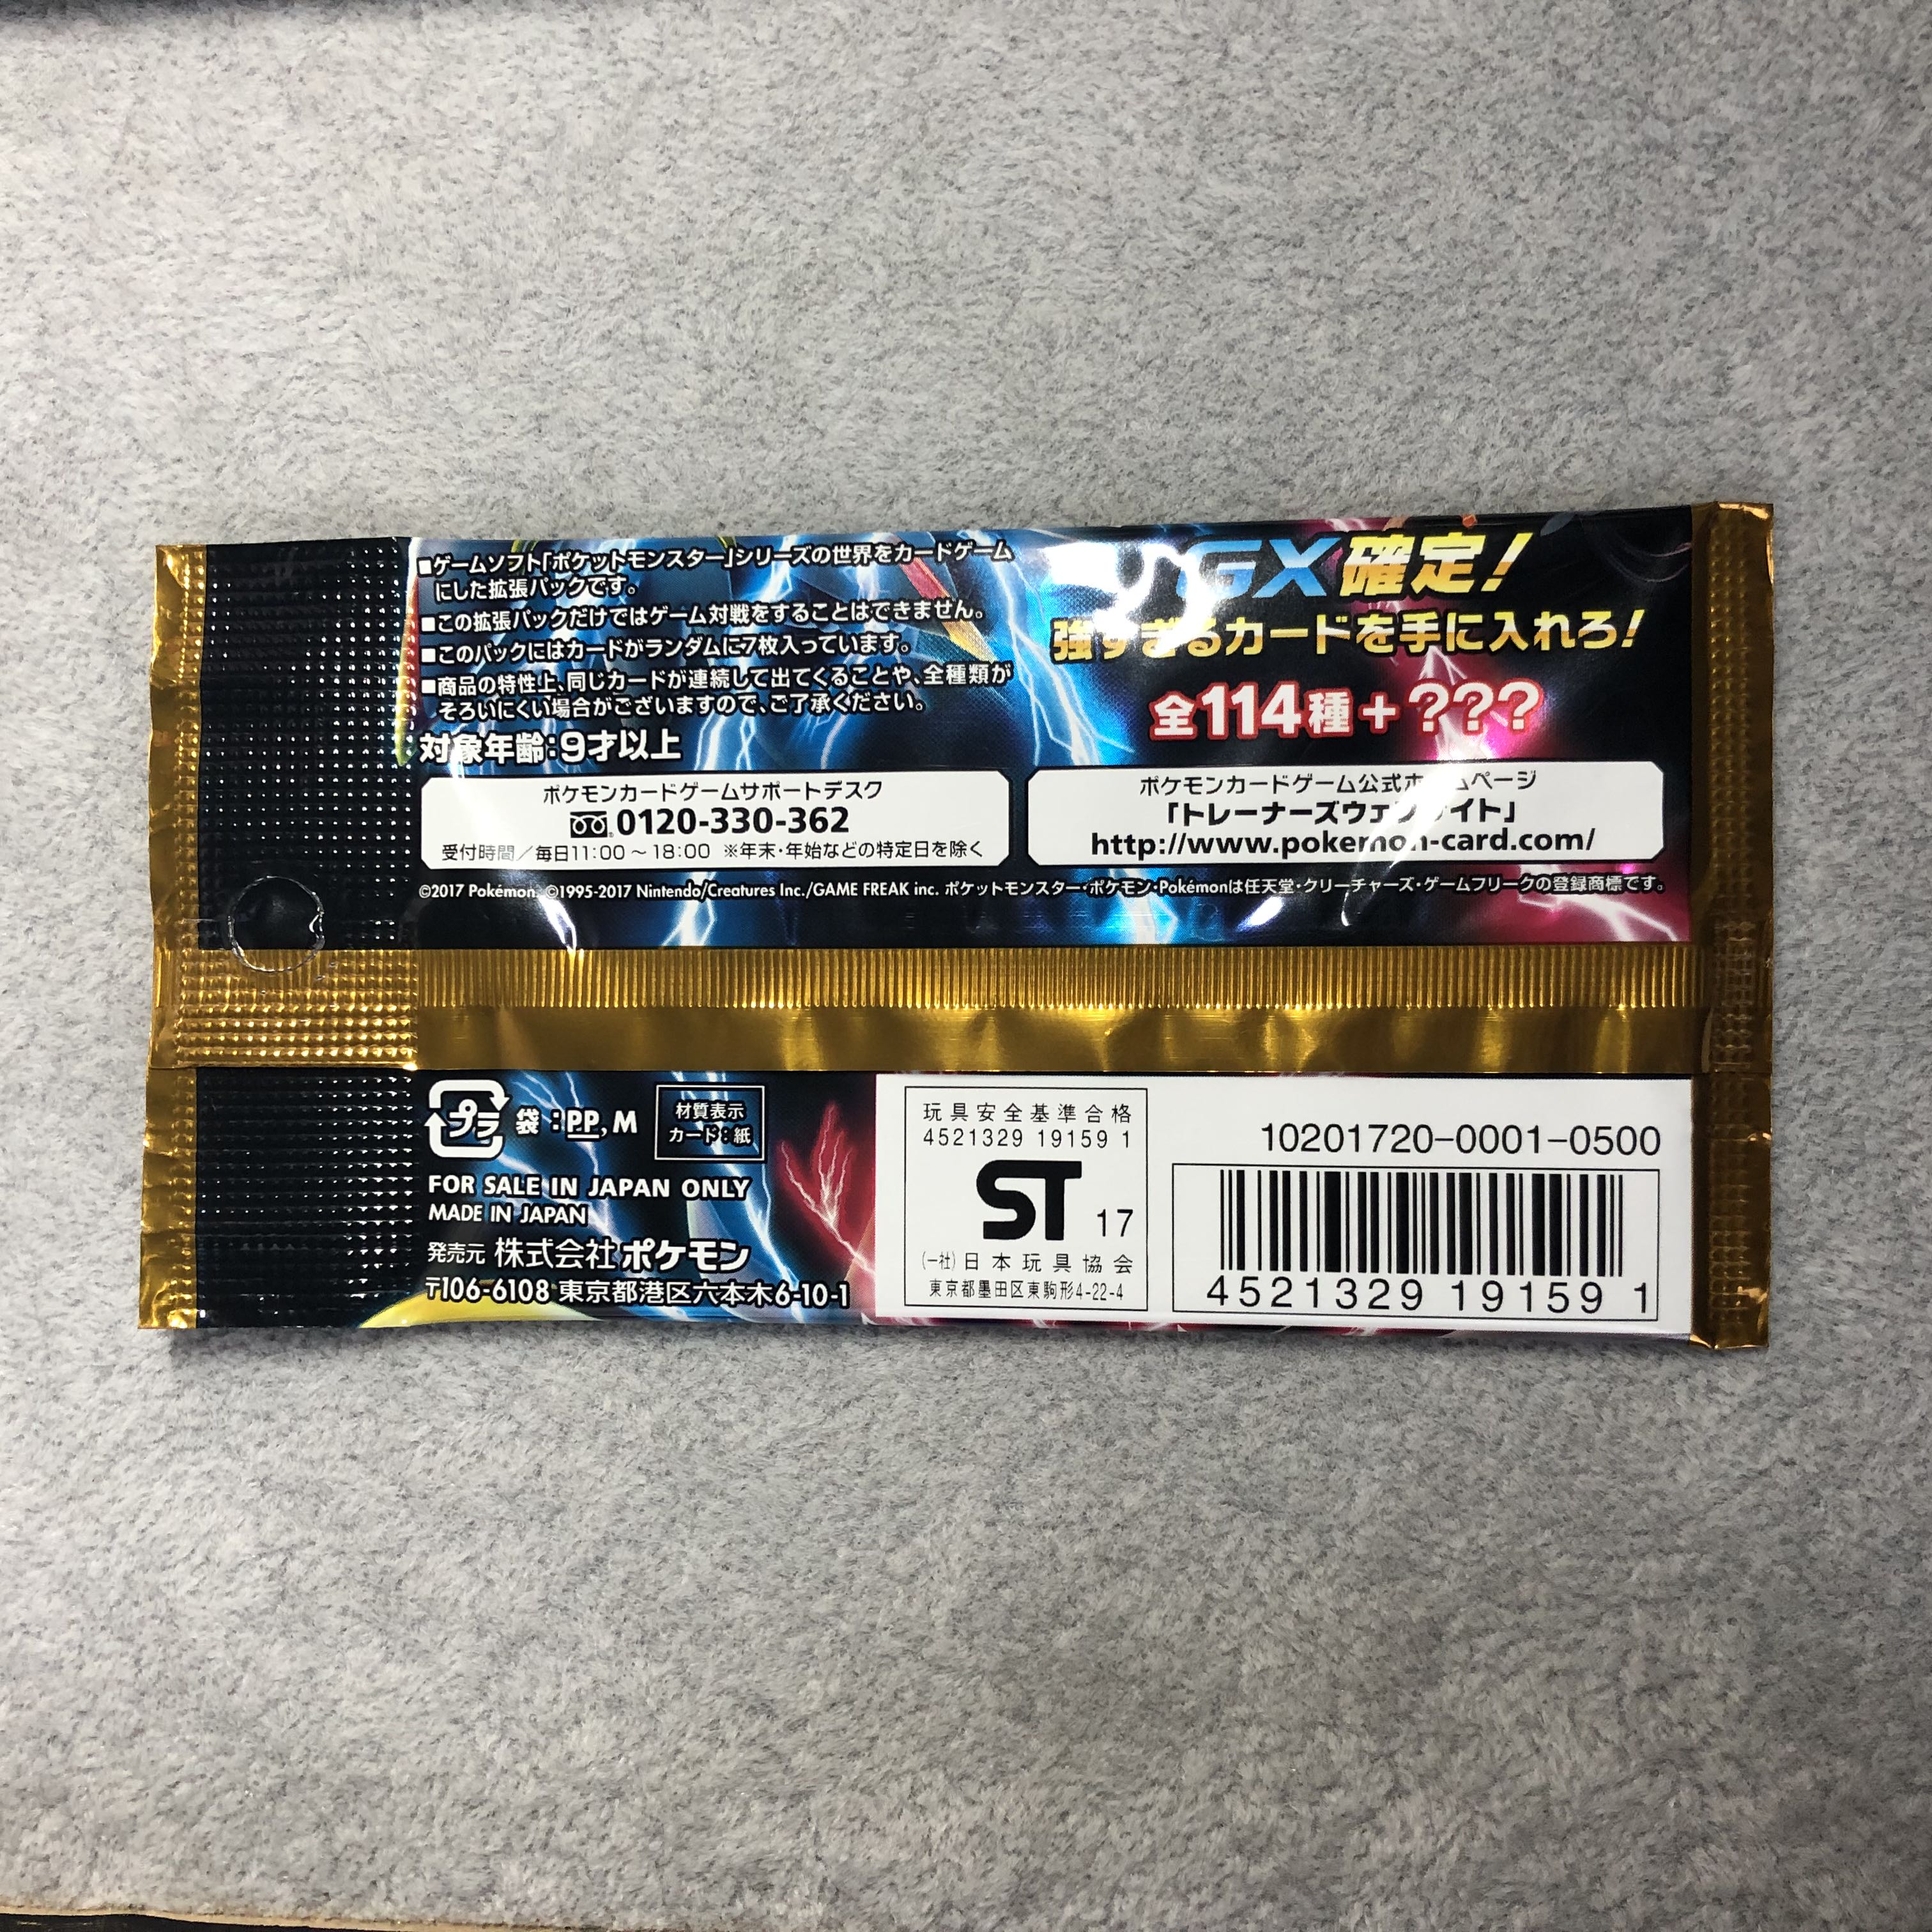 ■ゲームソフト「ポケットモンスター」シリーズの世界をカードゲーム
にした拡張パックです。
■この拡張パックだけではゲーム対戦をすることはできません。
■このパックにはカードがランダムに7枚入っています。
■商品の特性上、同じカードが連続して出てくることや、全種類が
そろいにくい場合がございますので、ご了承ください。
対象年齢：9才以上
GX確定！
強すぎるカードを手に入れろ！
全114種＋???
ポケモンカードゲームサポートデスク
0120-330-362
受付時間／毎日11：00～18：00 ※年末・年始などの特定日を除く
ポケモンカードゲーム公式ホームページ
「トレーナーズウェブサイト」
http://www.pokemon-card.com/
©2017 Pokémon. ©1995-2017 Nintendo/Creatures Inc./GAME FREAK inc. ポケットモンスター・ポケモン・Pokémonは任天堂・クリーチャーズ・ゲームフリークの登録商標です。
プラ 袋：PP, M
材質表示
カード：紙
FOR SALE IN JAPAN ONLY
MADE IN JAPAN
発売元 株式会社ポケモン
〒106-6108 東京都港区六本木6-10-1
玩具安全基準合格
4521329 19159 1
ST 17
(一社)日本玩具協会
東京都墨田区東駒形4-22-4
10201720-0001-0500
4521329 19159 1